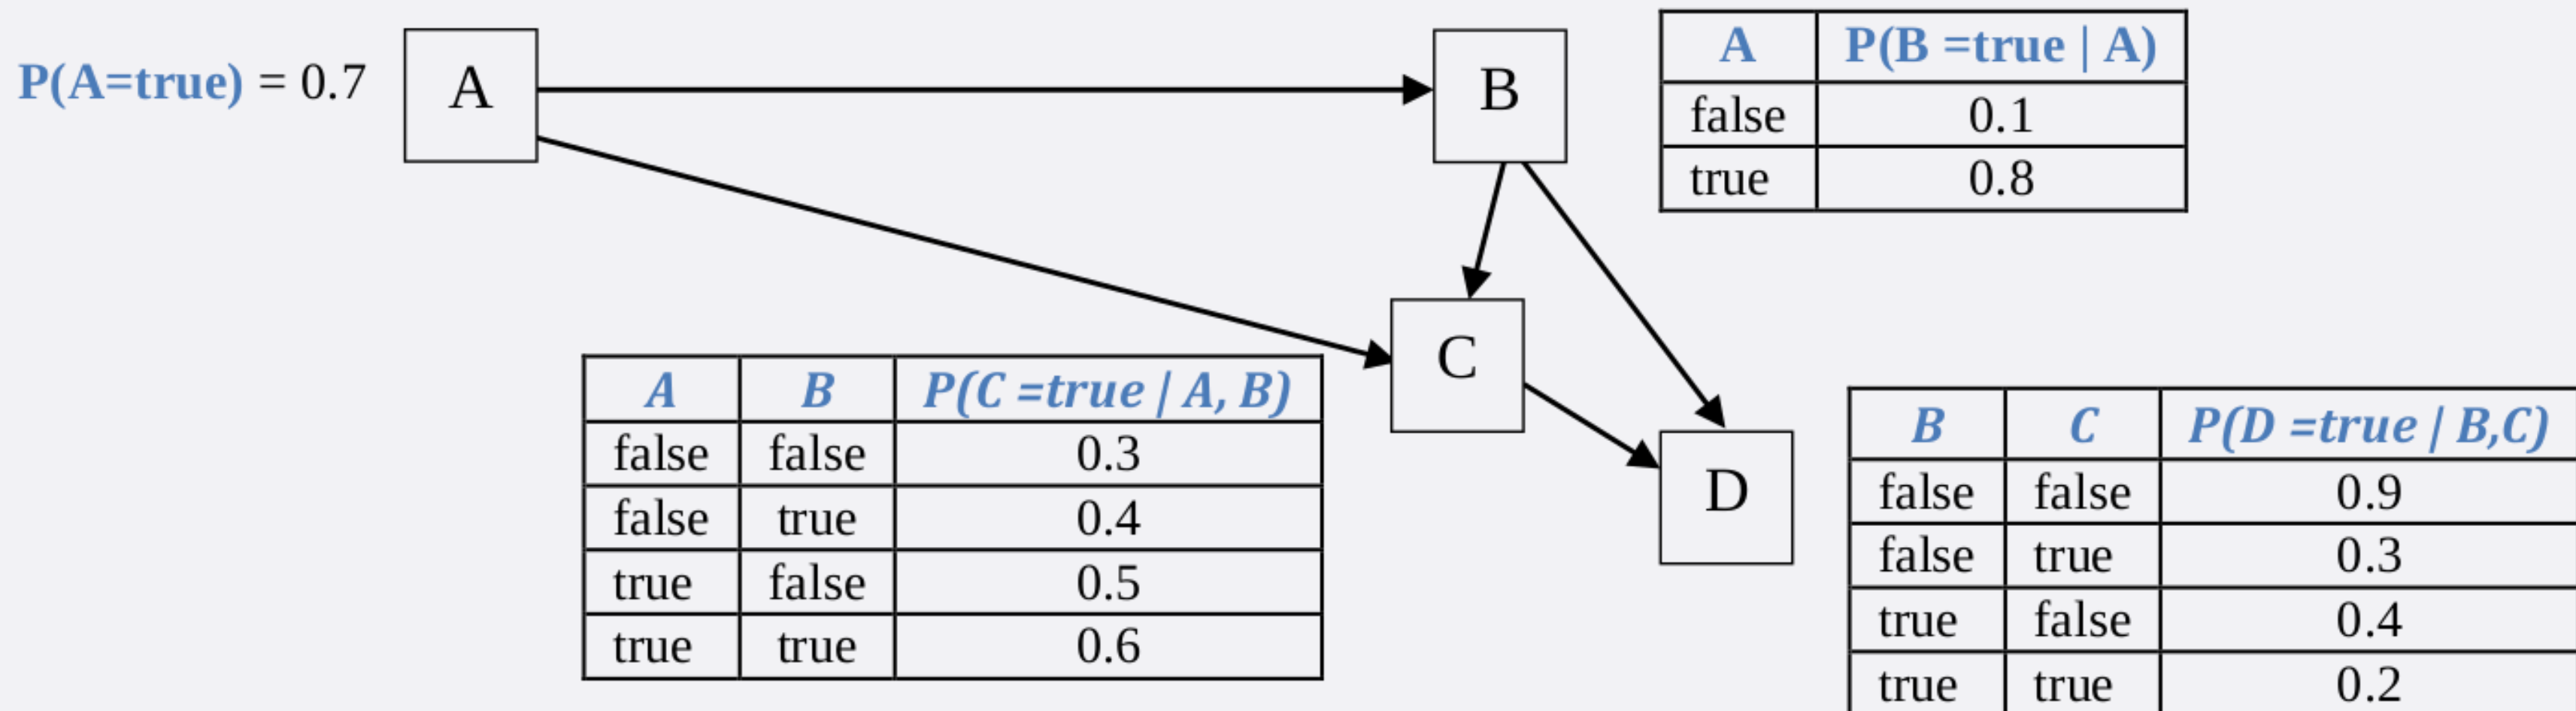 P(A=true) = 0.7
A
B
A P(B =true | A)
false 0.1
true 0.8
C
D
A B P(C =true | A, B)
false false 0.3
false true 0.4
true false 0.5
true true 0.6
B C P(D =true | B,C)
false false 0.9
false true 0.3
true false 0.4
true true 0.2